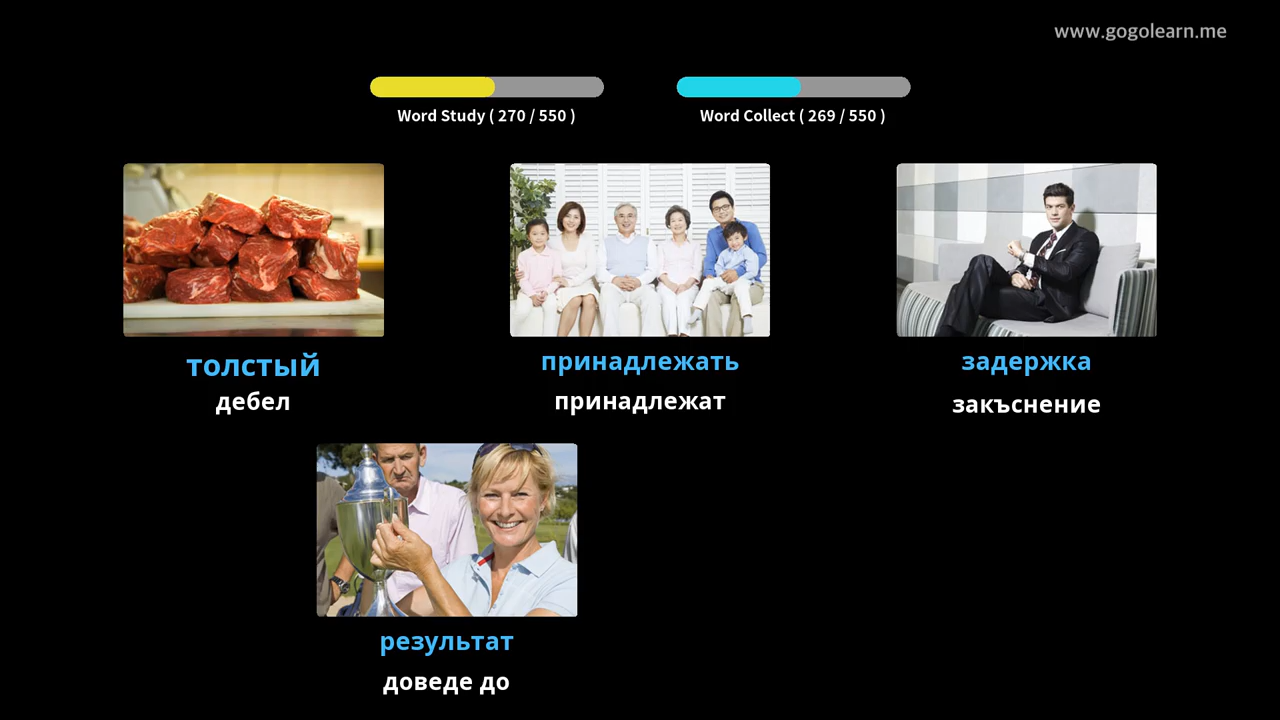 www.gogolearn.me
Word Study ( 270 / 550 )
Word Collect ( 269 / 550 )
толстый
дебел
принадлежать
принадлежат
задержка
закъснение
результат
доведе до